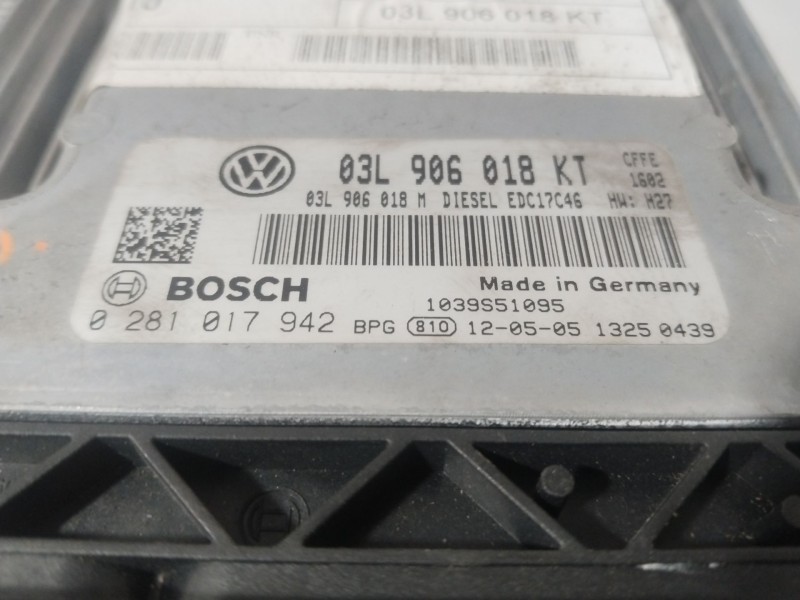 03L 906 018 KT
03L 906 018 KT CFFE
1602
03L 906 018 M DIESEL EDC17C46 HW: H27
BOSCH Made in Germany
1039S51095
0 281 017 942 BPG 810 12-05-05 1325 0439